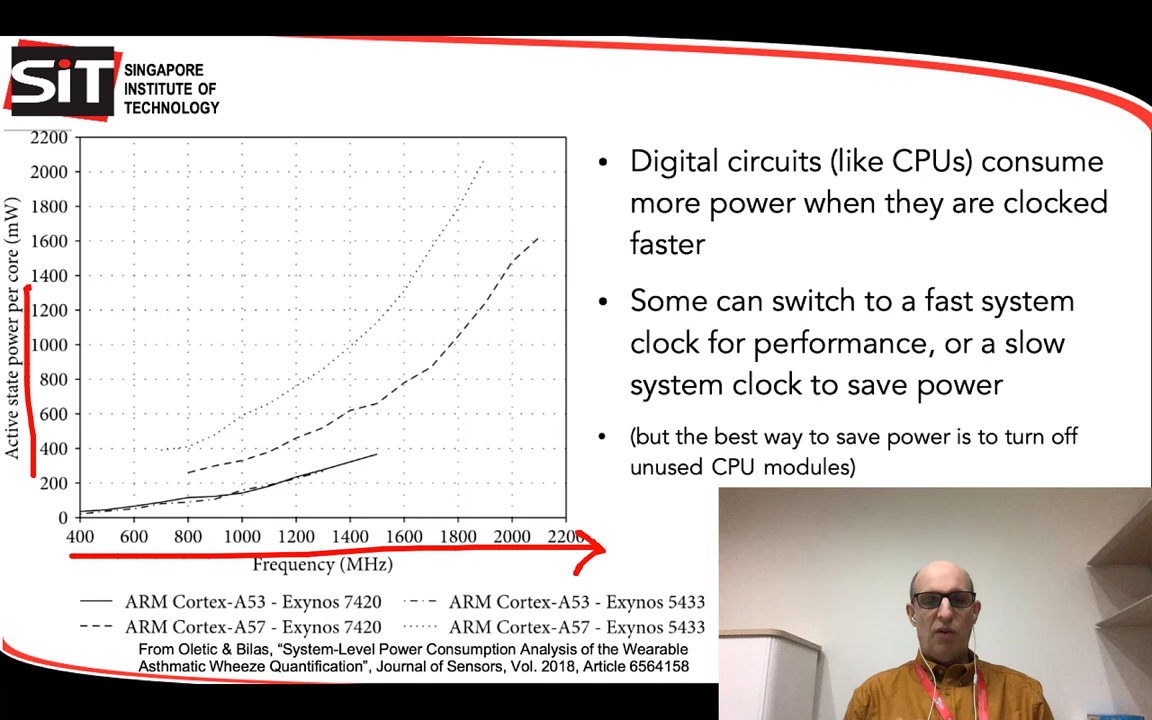 SiT
SINGAPORE
INSTITUTE OF
TECHNOLOGY
Active state power per core (mW)
2200
2000
1800
1600
1400
1200
1000
800
600
400
200
0
400 600 800 1000 1200 1400 1600 1800 2000 2200
Frequency (MHz)
ARM Cortex-A53 - Exynos 7420
ARM Cortex-A53 - Exynos 5433
ARM Cortex-A57 - Exynos 7420
ARM Cortex-A57 - Exynos 5433
From Oletic & Bilas, “System-Level Power Consumption Analysis of the Wearable
Asthmatic Wheeze Quantification”, Journal of Sensors, Vol. 2018, Article 6564158
• Digital circuits (like CPUs) consume
more power when they are clocked
faster
• Some can switch to a fast system
clock for performance, or a slow
system clock to save power
• (but the best way to save power is to turn off
unused CPU modules)